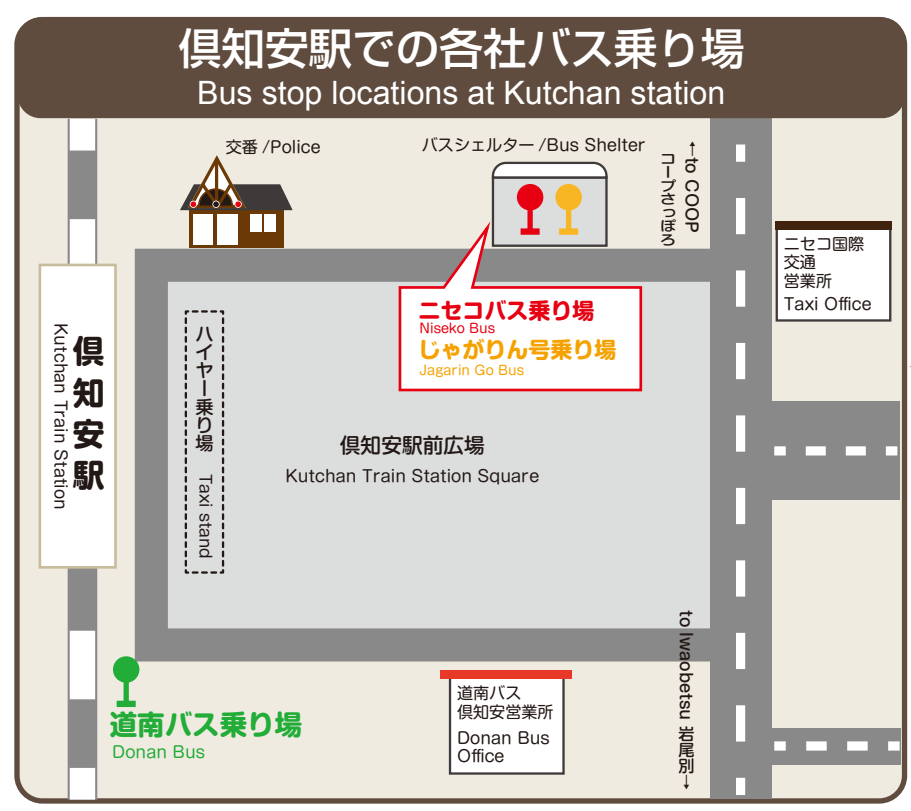 倶知安駅での各社バス乗り場
Bus stop locations at Kutchan station
交番 /Police
バスシェルター /Bus Shelter
←to COOP
コープさっぽろ
ニセコ国際
交通
営業所
Taxi Office
ニセコバス乗り場
Niseko Bus
じゃがりん号乗り場
Jagarin Go Bus
倶知安駅
Kutchan Train Station
ハイヤー乗り場 Taxi stand
倶知安駅前広場
Kutchan Train Station Square
to Iwaobetsu 岩尾別→
道南バス乗り場
Donan Bus
道南バス
倶知安営業所
Donan Bus
Office